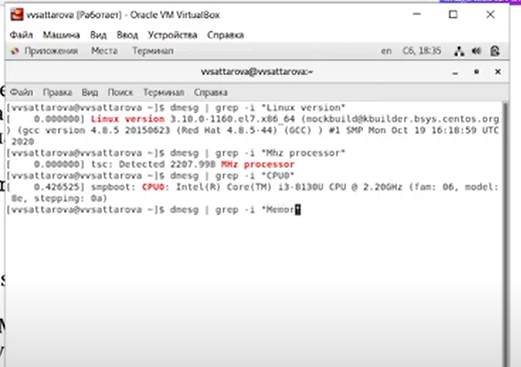 vvsattarova [Работает] - Oracle VM VirtualBox
Файл Машина Вид Ввод Устройства Справка
Приложения Места Терминал en Сб, 18:35
vvsattarova@vvsattarova:~
Файл Правка Вид Поиск Терминал Справка
[vvsattarova@vvsattarova ~]$ dmesg | grep -i "Linux version"
[ 0.000000] Linux version 3.10.0-1160.el7.x86_64 (mockbuild@kbuilder.bsys.centos.org
) (gcc version 4.8.5 20150623 (Red Hat 4.8.5-44) (GCC) ) #1 SMP Mon Oct 19 16:18:59 UTC
2020
[vvsattarova@vvsattarova ~]$ dmesg | grep -i "Mhz processor"
[ 0.000000] tsc: Detected 2207.998 MHz processor
[vvsattarova@vvsattarova ~]$ dmesg | grep -i "CPU0"
[ 0.426525] smpboot: CPU0: Intel(R) Core(TM) i3-8130U CPU @ 2.20GHz (fam: 06, model:
8e, stepping: 0a)
[vvsattarova@vvsattarova ~]$ dmesg | grep -i "Memor"